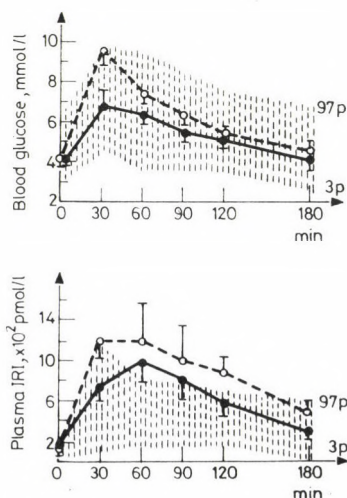 Blood glucose, mmol/l
10
8
6
4
2
97p
3p
0 30 60 90 120 180
min
Plasma IRI, x10² pmol/l
14
10
6
2
97p
3p
0 30 60 90 120 180
min